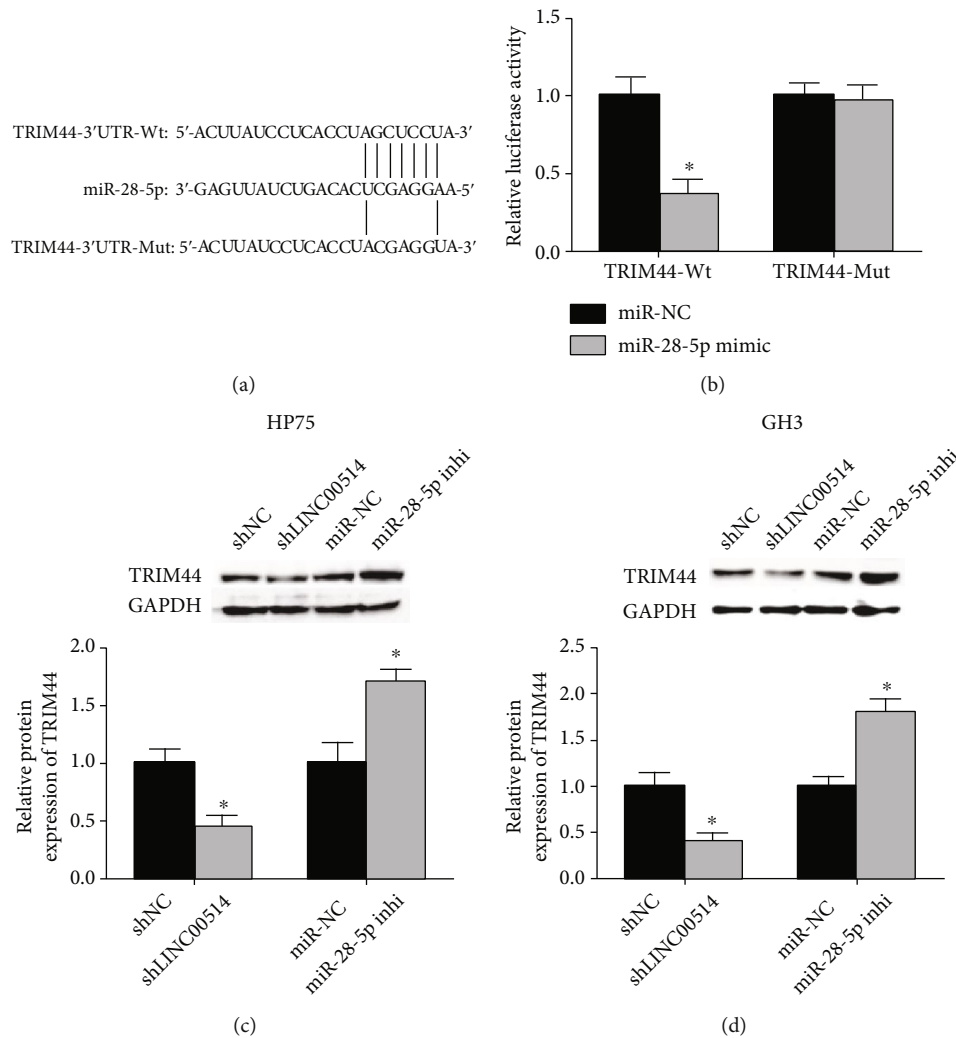 TRIM44-3′UTR-Wt: 5′-ACUUAUCCUCACCUAGCUCCUA-3′
miR-28-5p: 3′-GAGUUAUCUGACACUCGAGGAA-5′
TRIM44-3′UTR-Mut: 5′-ACUUAUCCUCACCUACGAGGUA-3′
(a)
Relative luciferase activity
1.5
1.0
0.5
0.0
*
TRIM44-Wt
TRIM44-Mut
miR-NC
miR-28-5p mimic
(b)
HP75
shNC
shLINC00514
miR-NC
miR-28-5p inhi
TRIM44
GAPDH
Relative protein
expression of TRIM44
2.0
1.5
1.0
0.5
0.0
*
*
shNC
shLINC00514
miR-NC
miR-28-5p inhi
(c)
GH3
shNC
shLINC00514
miR-NC
miR-28-5p inhi
TRIM44
GAPDH
Relative protein
expression of TRIM44
2.5
2.0
1.5
1.0
0.5
0.0
*
*
shNC
shLINC00514
miR-NC
miR-28-5p inhi
(d)